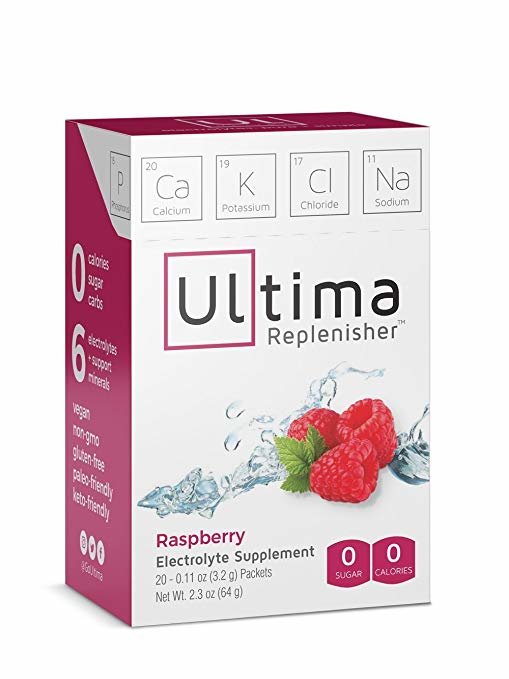 15
P
Phosphorus
20
Ca
Calcium
19
K
Potassium
17
Cl
Chloride
11
Na
Sodium
Ultima
Replenisher™
0
calories
sugar
carbs
6
electrolytes
+ support
minerals
vegan
non-gmo
gluten-free
paleo-friendly
keto-friendly
@GoUltima
Raspberry
Electrolyte Supplement
20 - 0.11 oz (3.2 g) Packets
Net Wt. 2.3 oz (64 g)
0
SUGAR
0
CALORIES